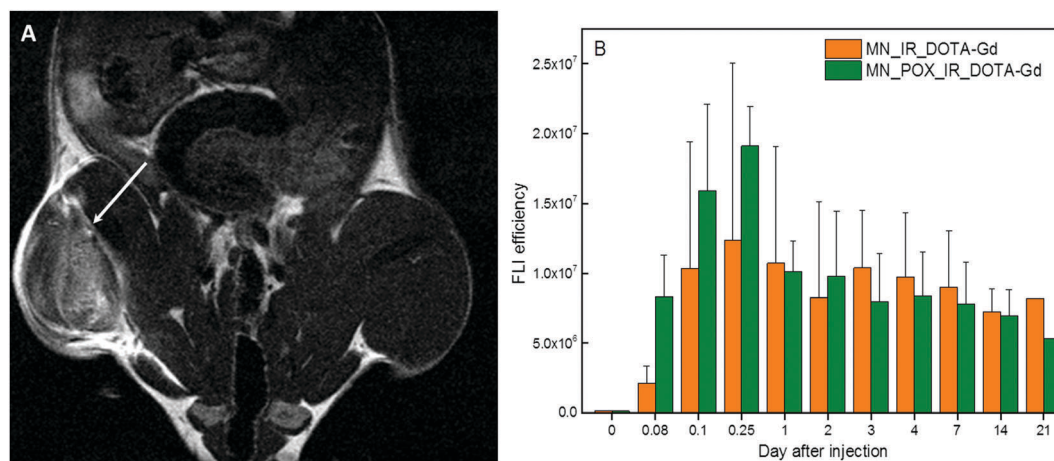 A
B
MN_IR_DOTA-Gd
MN_POX_IR_DOTA-Gd
2.5x10⁷
2.0x10⁷
1.5x10⁷
1.0x10⁷
5.0x10⁶
0.0
FLI efficiency
0 0.08 0.1 0.25 1 2 3 4 7 14 21
Day after injection